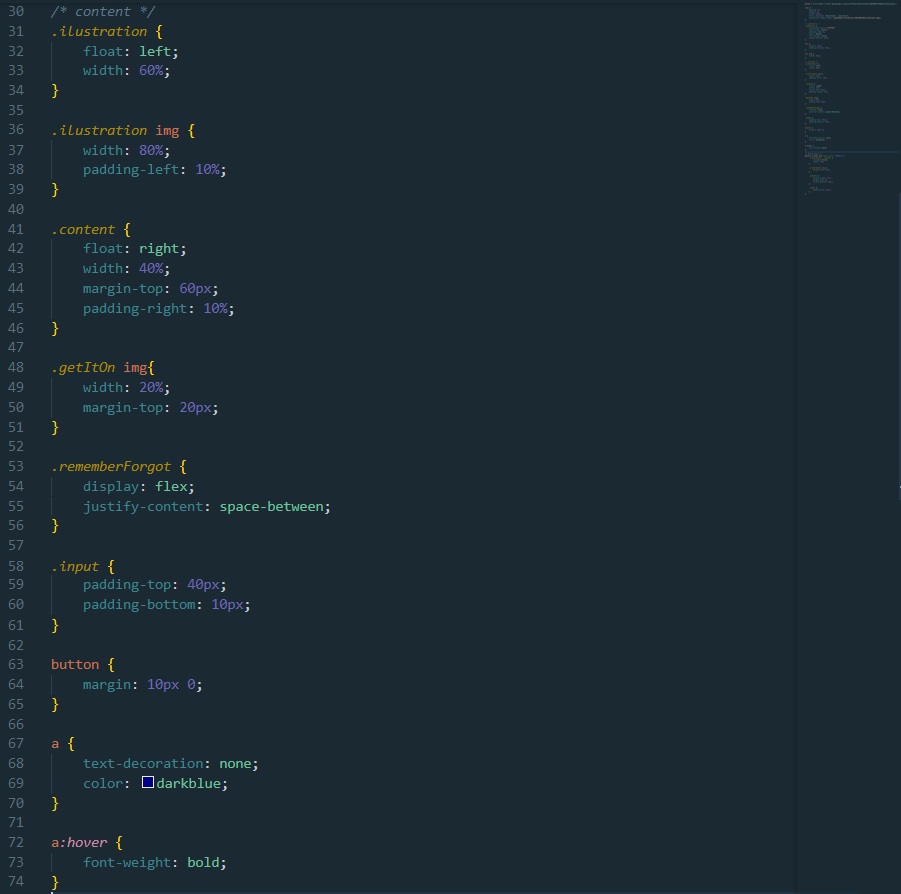 30 /* content */
31 .ilustration {
32     float: left;
33     width: 60%;
34 }
35
36 .ilustration img {
37     width: 80%;
38     padding-left: 10%;
39 }
40
41 .content {
42     float: right;
43     width: 40%;
44     margin-top: 60px;
45     padding-right: 10%;
46 }
47
48 .getItOn img{
49     width: 20%;
50     margin-top: 20px;
51 }
52
53 .rememberForgot {
54     display: flex;
55     justify-content: space-between;
56 }
57
58 .input {
59     padding-top: 40px;
60     padding-bottom: 10px;
61 }
62
63 button {
64     margin: 10px 0;
65 }
66
67 a {
68     text-decoration: none;
69     color: darkblue;
70 }
71
72 a:hover {
73     font-weight: bold;
74 }